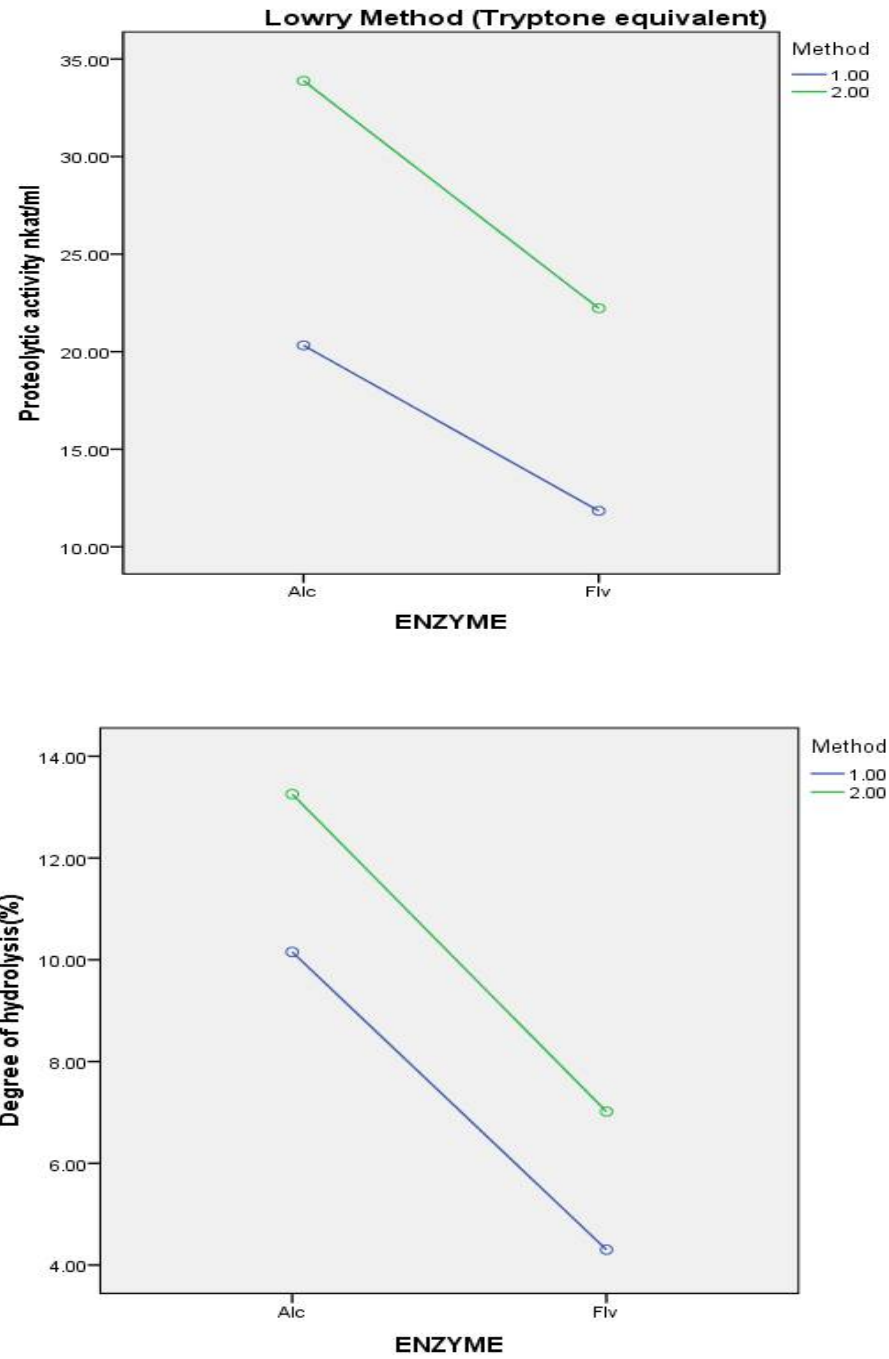 Lowry Method (Tryptone equivalent)
Method
1.00
2.00
35.00
30.00
25.00
20.00
15.00
10.00
Proteolytic activity nkat/ml
Alc
Flv
ENZYME
Method
1.00
2.00
14.00
12.00
10.00
8.00
6.00
4.00
Degree of hydrolysis(%)
Alc
Flv
ENZYME